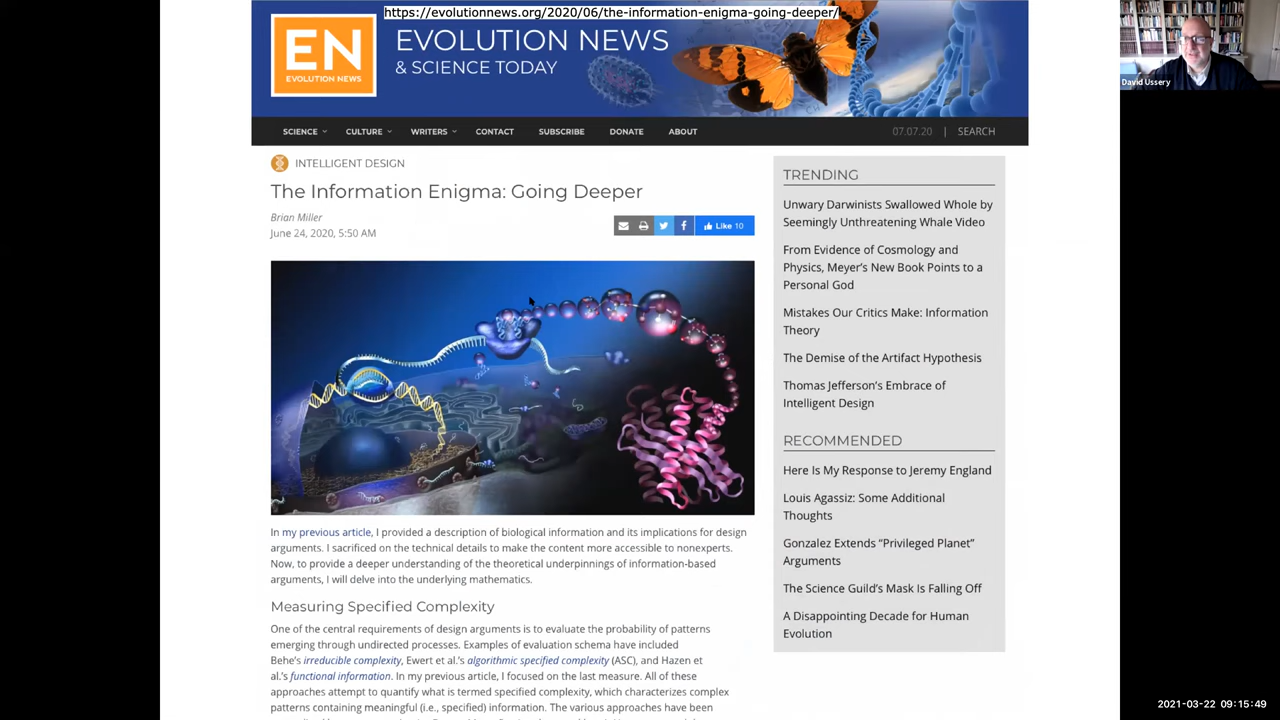 https://evolutionnews.org/2020/06/the-information-enigma-going-deeper/
EN
EVOLUTION NEWS
EVOLUTION NEWS
& SCIENCE TODAY
David Ussery
SCIENCE CULTURE WRITERS CONTACT SUBSCRIBE DONATE ABOUT 07.07.20 | SEARCH
INTELLIGENT DESIGN
The Information Enigma: Going Deeper
Brian Miller
June 24, 2020, 5:50 AM
Like 10
In my previous article, I provided a description of biological information and its implications for design
arguments. I sacrificed on the technical details to make the content more accessible to nonexperts.
Now, to provide a deeper understanding of the theoretical underpinnings of information-based
arguments, I will delve into the underlying mathematics.
Measuring Specified Complexity
One of the central requirements of design arguments is to evaluate the probability of patterns
emerging through undirected processes. Examples of evaluation schema have included
Behe's irreducible complexity, Ewert et al.'s algorithmic specified complexity (ASC), and Hazen et
al.'s functional information. In my previous article, I focused on the last measure. All of these
approaches attempt to quantify what is termed specified complexity, which characterizes complex
patterns containing meaningful (i.e., specified) information. The various approaches have been
TRENDING
Unwary Darwinists Swallowed Whole by
Seemingly Unthreatening Whale Video
From Evidence of Cosmology and
Physics, Meyer's New Book Points to a
Personal God
Mistakes Our Critics Make: Information
Theory
The Demise of the Artifact Hypothesis
Thomas Jefferson's Embrace of
Intelligent Design
RECOMMENDED
Here Is My Response to Jeremy England
Louis Agassiz: Some Additional
Thoughts
Gonzalez Extends “Privileged Planet”
Arguments
The Science Guild's Mask Is Falling Off
A Disappointing Decade for Human
Evolution
2021-03-22 09:15:49